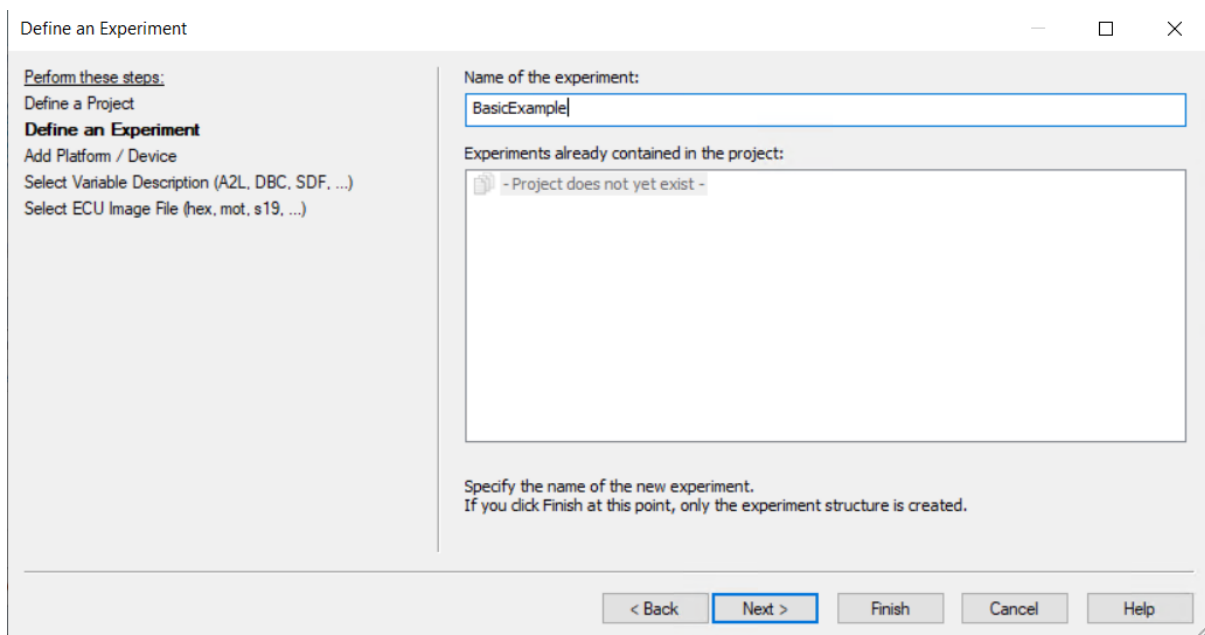 Define an Experiment
Perform these steps:
Define a Project
Define an Experiment
Add Platform / Device
Select Variable Description (A2L, DBC, SDF, ...)
Select ECU Image File (hex, mot, s19, ...)
Name of the experiment:
BasicExample
Experiments already contained in the project:
- Project does not yet exist -
Specify the name of the new experiment.
If you click Finish at this point, only the experiment structure is created.
< Back
Next >
Finish
Cancel
Help